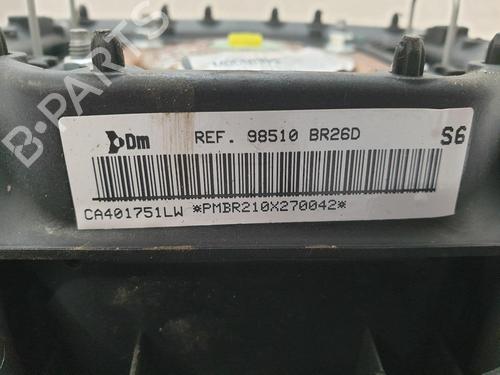 Dm REF. 98510 BR26D S6
CA401751LW *PMBR210X270042*
B-PARTS